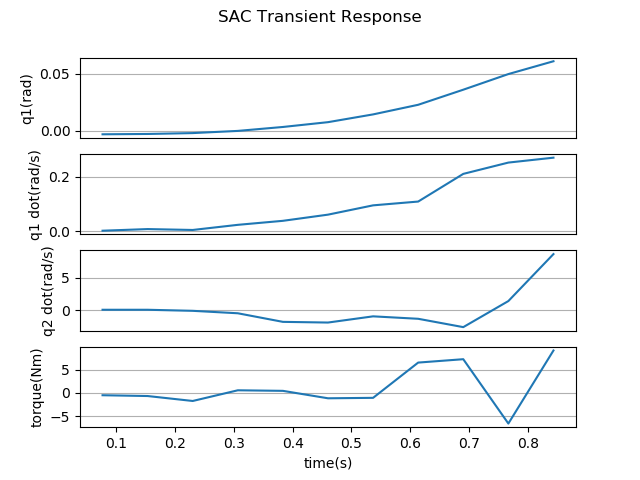 SAC Transient Response
q1(rad)
0.05
0.00
q1 dot(rad/s)
0.2
0.0
q2 dot(rad/s)
5
0
torque(Nm)
5
0
−5
0.1 0.2 0.3 0.4 0.5 0.6 0.7 0.8
time(s)